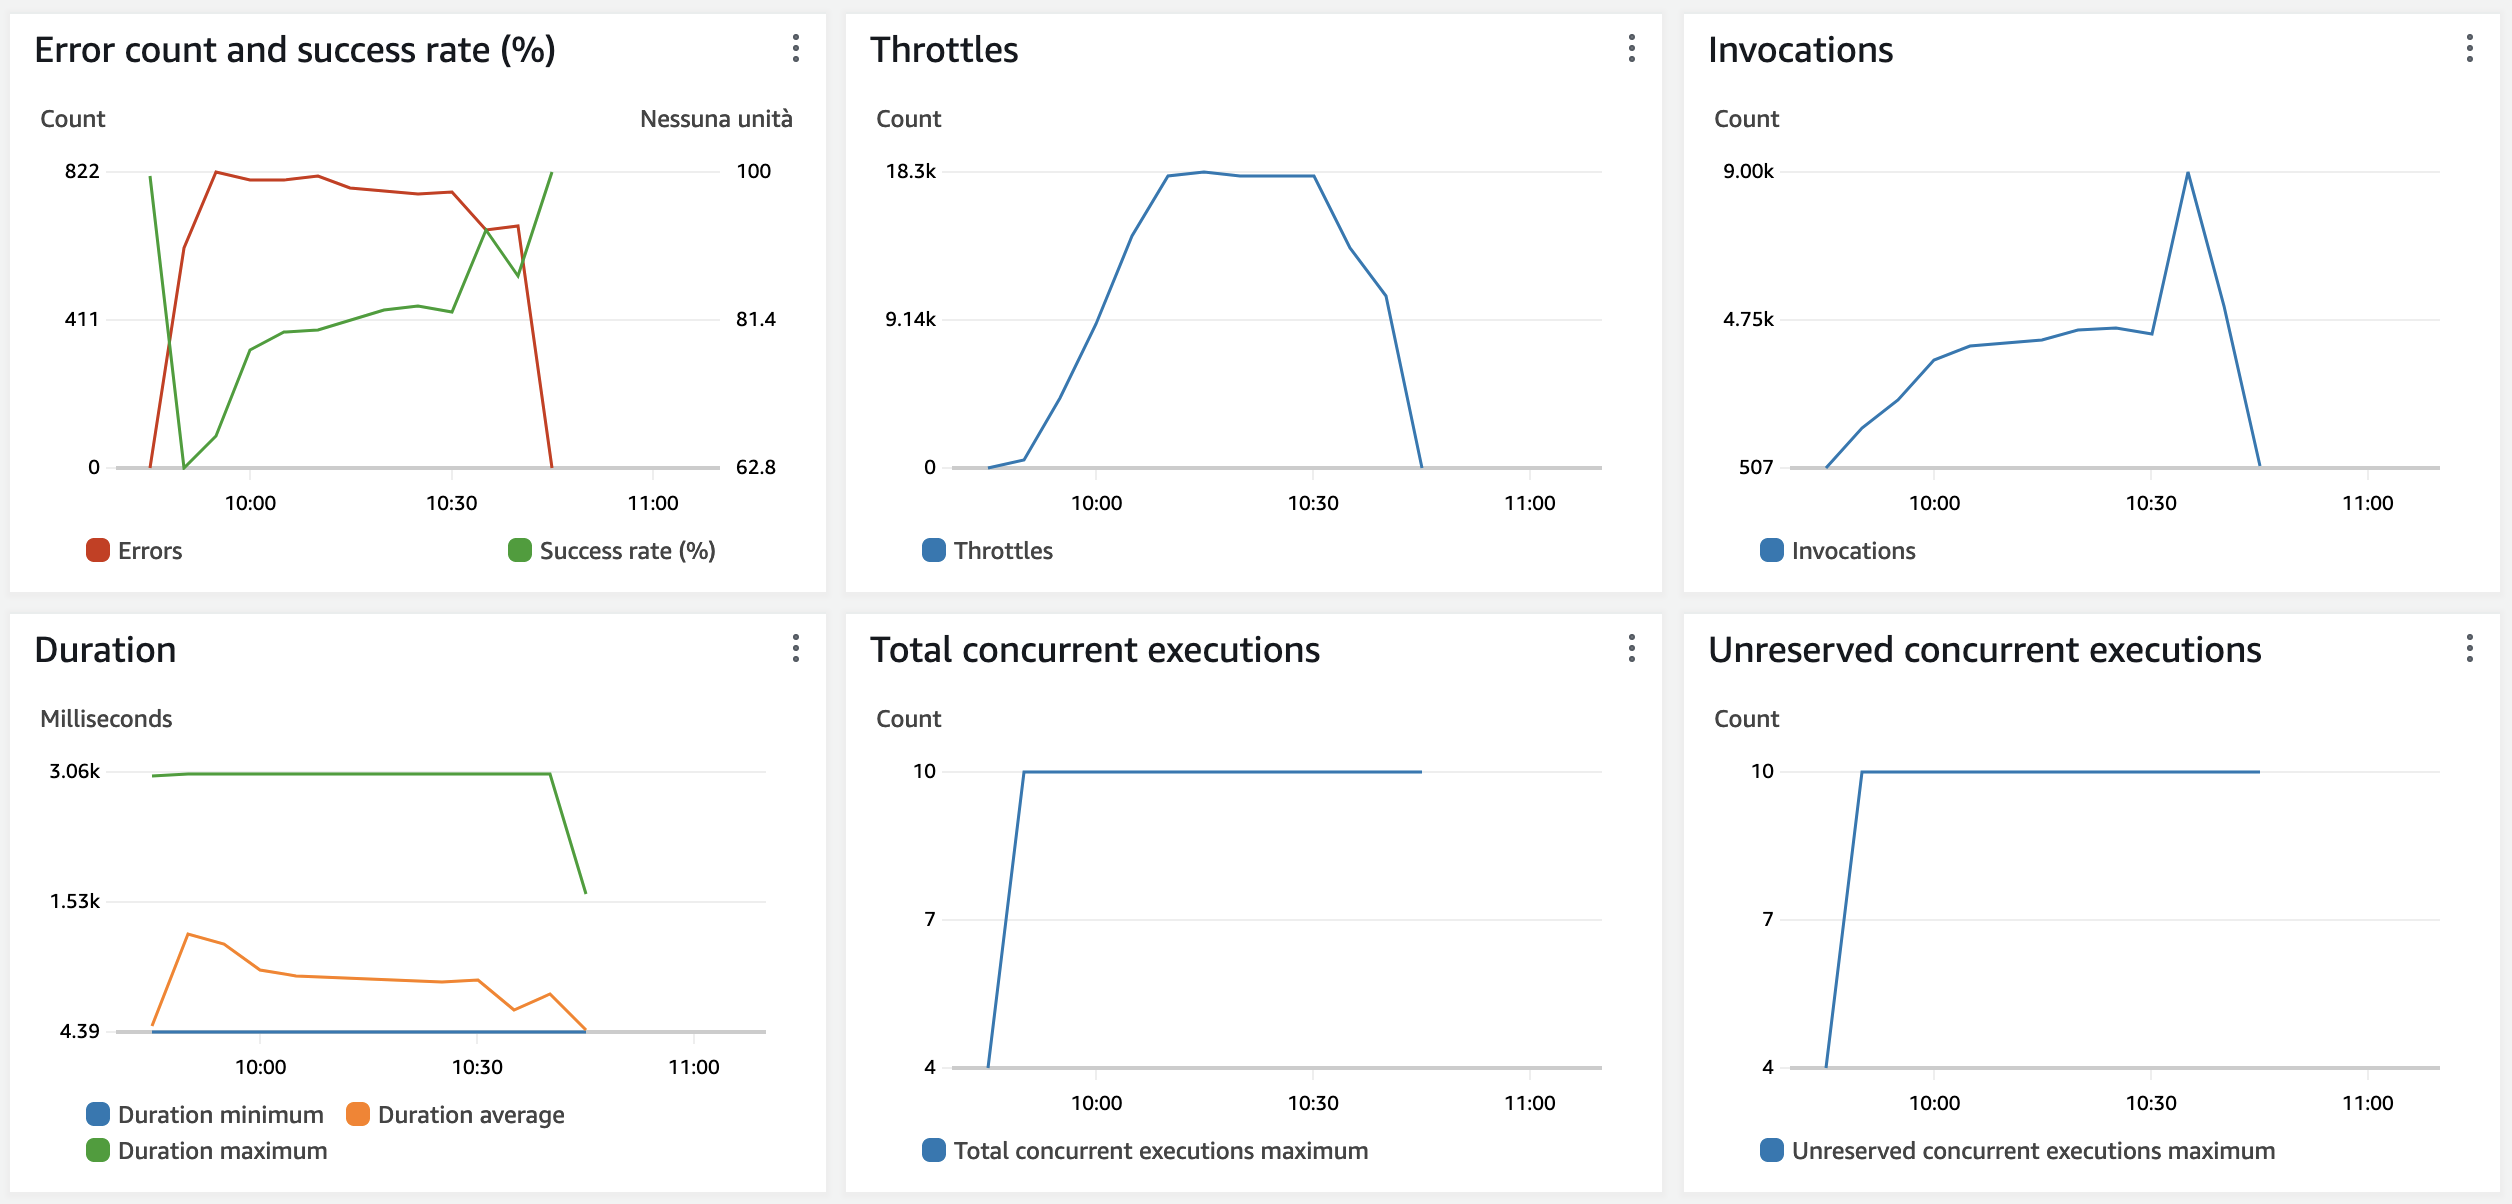 Error count and success rate (%)
Count
Nessuna unità
822
411
0
100
81.4
62.8
10:00
10:30
11:00
Errors
Success rate (%)
Throttles
Count
18.3k
9.14k
0
10:00
10:30
11:00
Throttles
Invocations
Count
9.00k
4.75k
507
10:00
10:30
11:00
Invocations
Duration
Milliseconds
3.06k
1.53k
4.39
10:00
10:30
11:00
Duration minimum
Duration average
Duration maximum
Total concurrent executions
Count
10
7
4
10:00
10:30
11:00
Total concurrent executions maximum
Unreserved concurrent executions
Count
10
7
4
10:00
10:30
11:00
Unreserved concurrent executions maximum